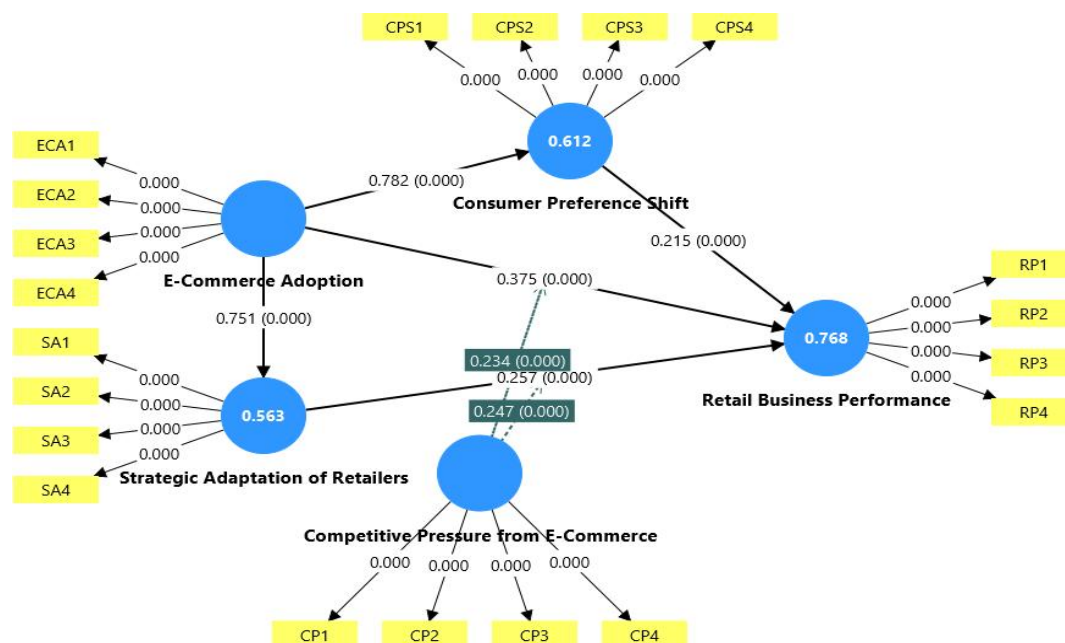 CPS1 CPS2 CPS3 CPS4
0.000 0.000 0.000 0.000
ECA1
0.000
ECA2
0.000
ECA3
0.000
ECA4
0.000
E-Commerce Adoption
0.612
Consumer Preference Shift
0.782 (0.000)
0.215 (0.000)
0.375 (0.000)
0.751 (0.000)
RP1
0.000
RP2
0.000
RP3
0.000
RP4
0.000
0.768
Retail Business Performance
0.234 (0.000)
0.257 (0.000)
0.247 (0.000)
SA1
0.000
SA2
0.000
SA3
0.000
SA4
0.000
0.563
Strategic Adaptation of Retailers
Competitive Pressure from E-Commerce
0.000 0.000 0.000 0.000
CP1 CP2 CP3 CP4